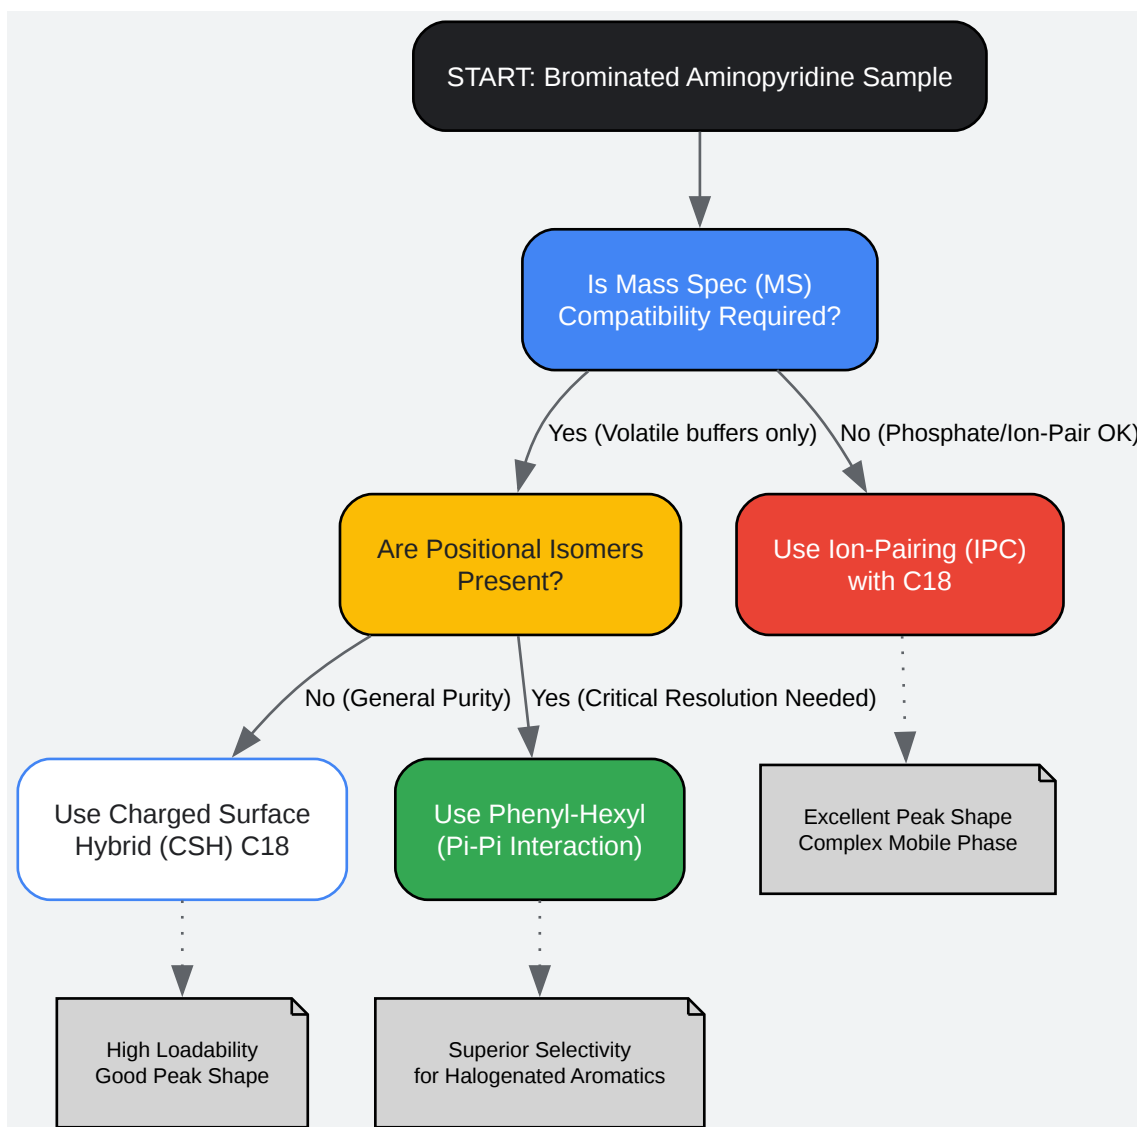 START: Brominated Aminopyridine Sample
Is Mass Spec (MS)
Compatibility Required?
Yes (Volatile buffers only)
No (Phosphate/Ion-Pair OK)
Are Positional Isomers
Present?
Use Ion-Pairing (IPC)
with C18
No (General Purity)
Yes (Critical Resolution Needed)
Use Charged Surface
Hybrid (CSH) C18
Use Phenyl-Hexyl
(Pi-Pi Interaction)
Excellent Peak Shape
Complex Mobile Phase
High Loadability
Good Peak Shape
Superior Selectivity
for Halogenated Aromatics